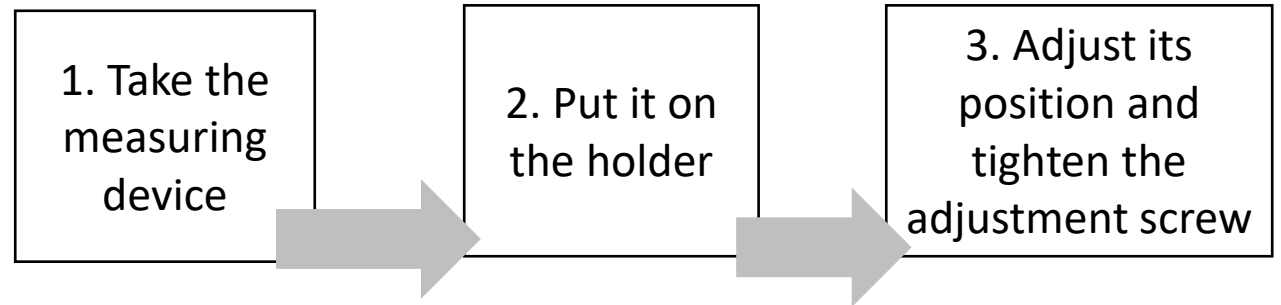 1. Take the
measuring
device
2. Put it on
the holder
3. Adjust its
position and
tighten the
adjustment screw